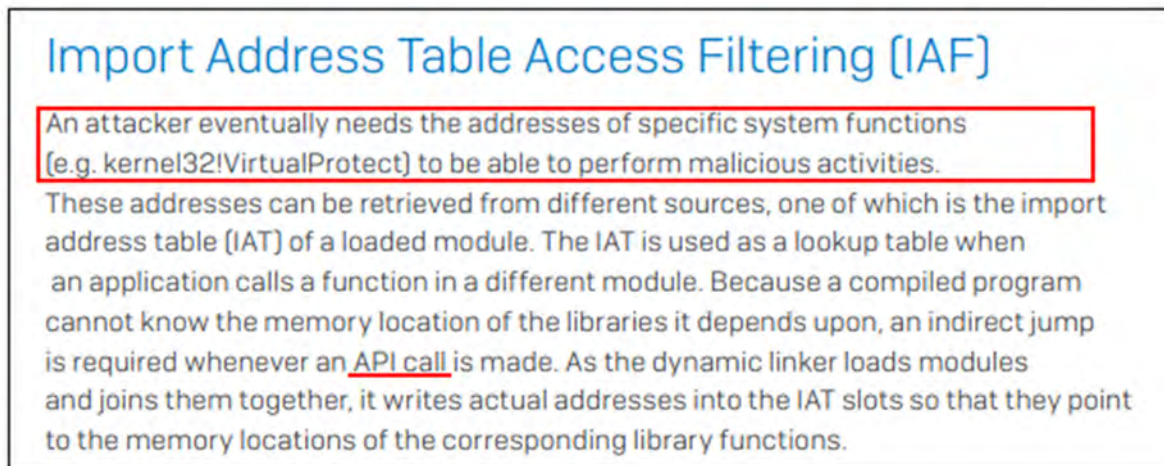 Import Address Table Access Filtering (IAF)
An attacker eventually needs the addresses of specific system functions
(e.g. kernel32!VirtualProtect) to be able to perform malicious activities.
These addresses can be retrieved from different sources, one of which is the import
address table (IAT) of a loaded module. The IAT is used as a lookup table when
an application calls a function in a different module. Because a compiled program
cannot know the memory location of the libraries it depends upon, an indirect jump
is required whenever an API call is made. As the dynamic linker loads modules
and joins them together, it writes actual addresses into the IAT slots so that they point
to the memory locations of the corresponding library functions.